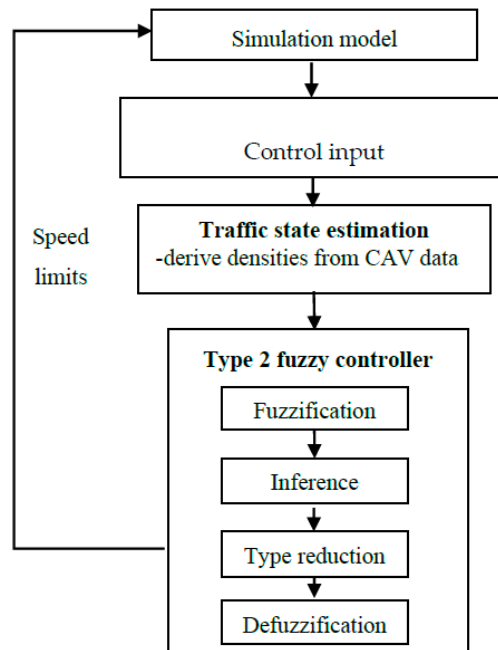 Simulation model
Control input
Traffic state estimation
-derive densities from CAV data
Speed
limits
Type 2 fuzzy controller
Fuzzification
Inference
Type reduction
Defuzzification